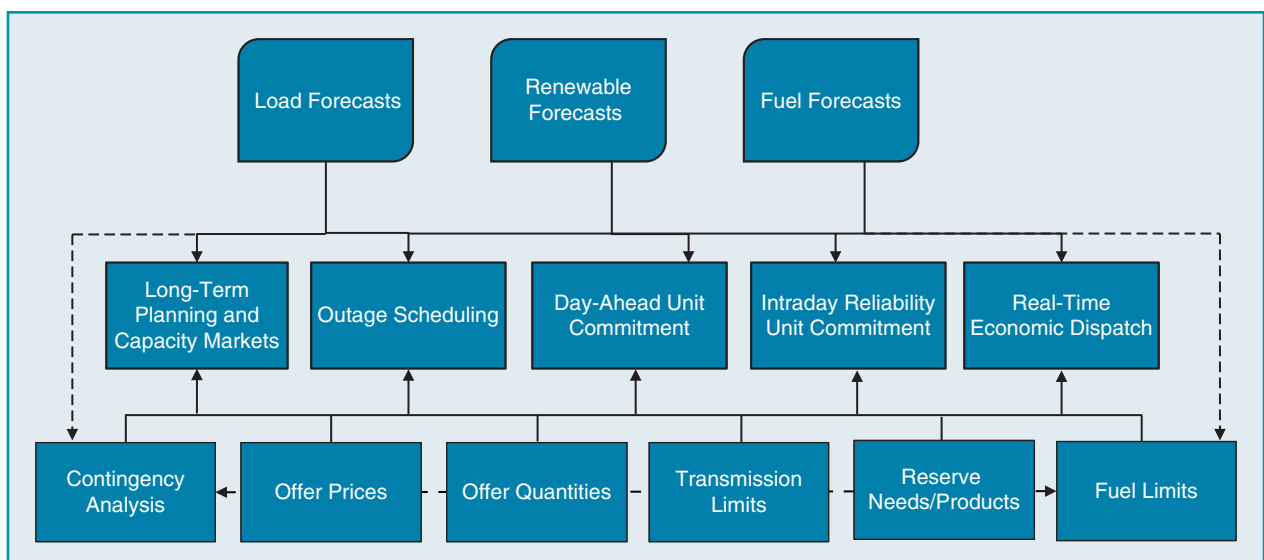 Load Forecasts
Renewable
Forecasts
Fuel Forecasts
Long-Term
Planning and
Capacity Markets
Outage Scheduling
Day-Ahead Unit
Commitment
Intraday Reliability
Unit Commitment
Real-Time
Economic Dispatch
Contingency
Analysis
Offer Prices
Offer Quantities
Transmission
Limits
Reserve
Needs/Products
Fuel Limits